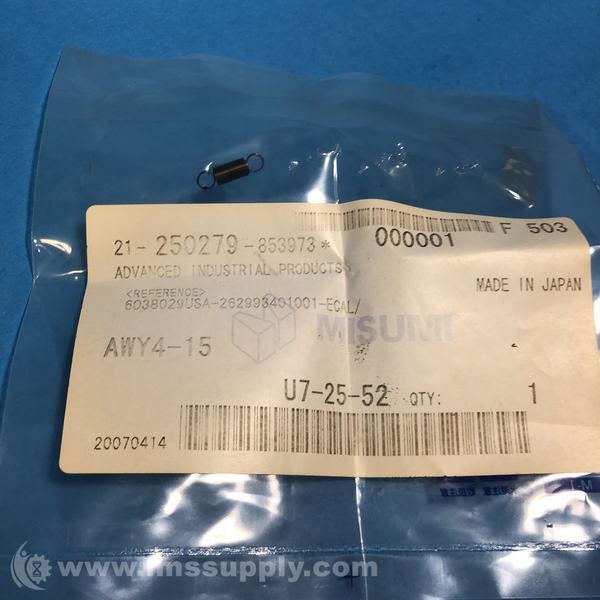 F 503
21-250279-853973* 000001
ADVANCED INDUSTRIAL PRODUCTS
MADE IN JAPAN
<REFERENCE>
6038029USA-262993401001-ECAL/
MISUMI
AWY4-15
U7-25-52 QTY: 1
20070414
www.imssupply.com